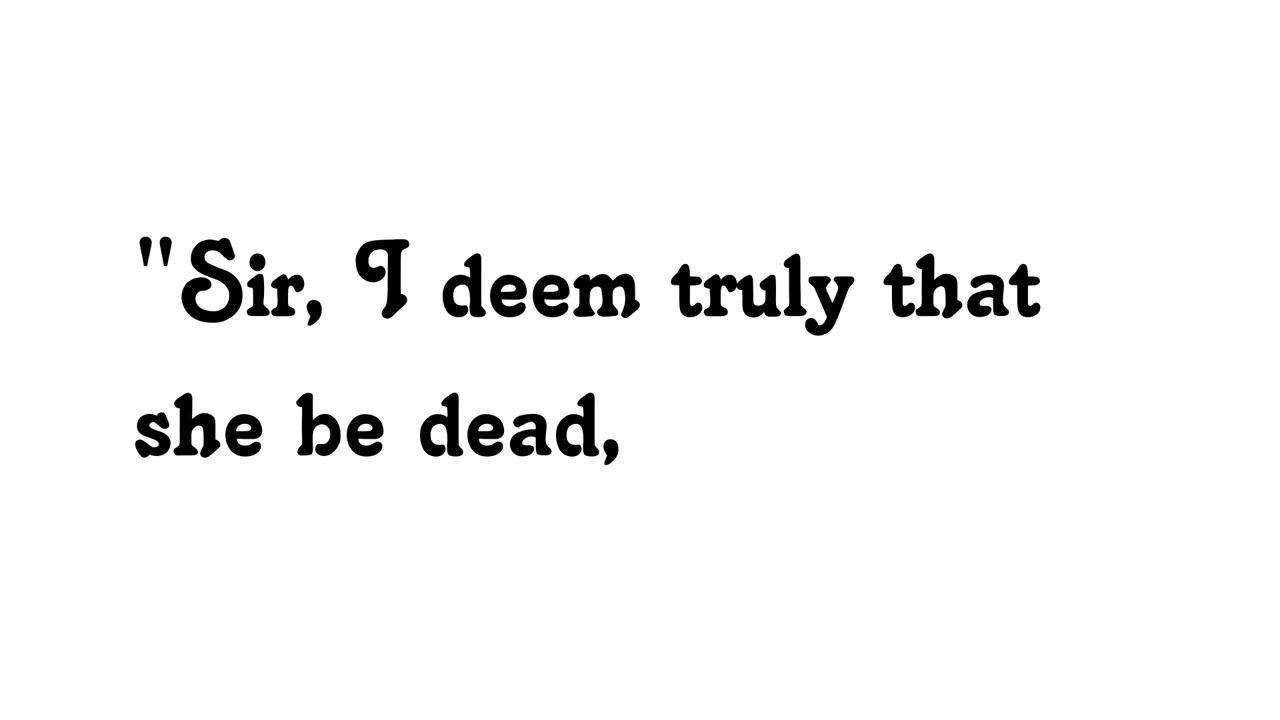 "Sir, I deem truly that
she be dead,